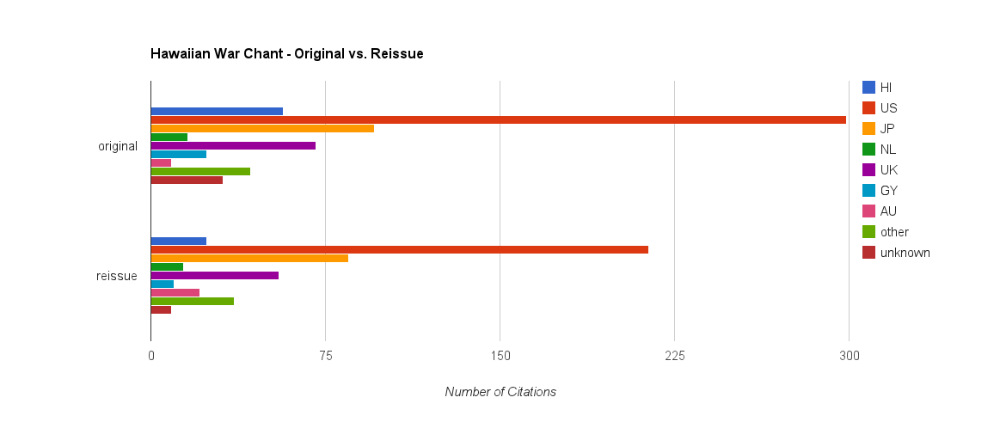 Hawaiian War Chant - Original vs. Reissue
HI
US
JP
NL
UK
GY
AU
other
unknown
original
reissue
0
75
150
225
300
Number of Citations